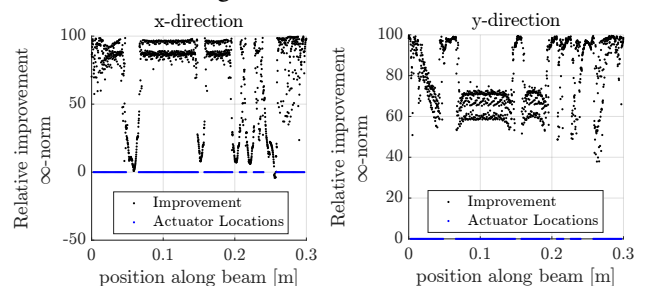 x-direction
100
50
0
-50
Relative improvement
∞-norm
Improvement
Actuator Locations
0
0.1
0.2
0.3
position along beam [m]
y-direction
100
80
60
40
20
0
Relative improvement
∞-norm
Improvement
Actuator Locations
0
0.1
0.2
0.3
position along beam [m]